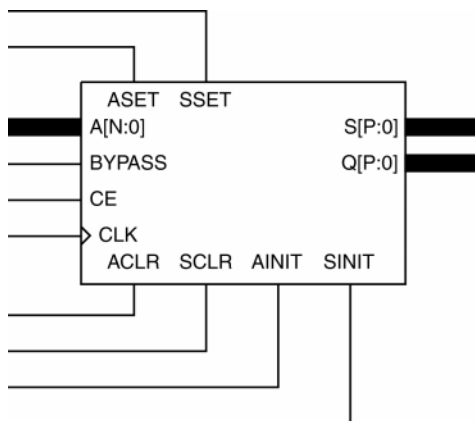 ASET SSET
A[N:0] S[P:0]
BYPASS Q[P:0]
CE
CLK
ACLR SCLR AINIT SINIT